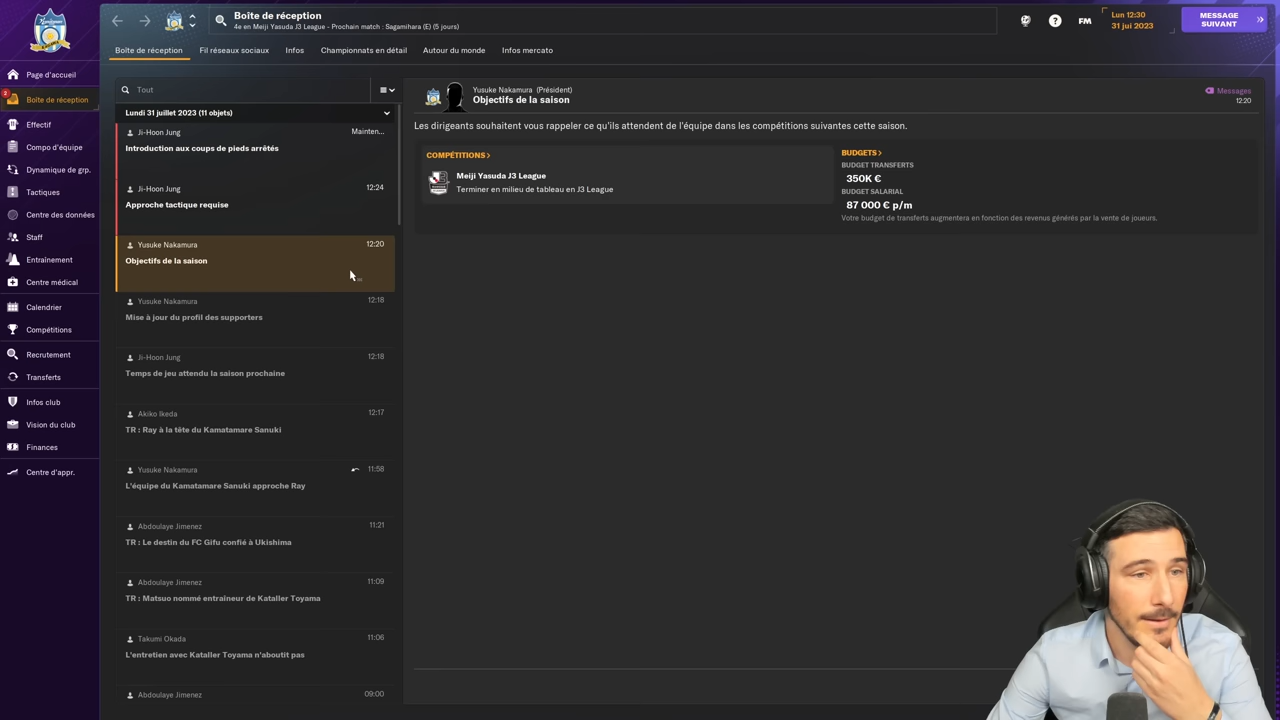 Boîte de réception
4e en Meiji Yasuda J3 League - Prochain match : Sagamihara (E) (5 jours)
FM
Lun 12:30
31 jui 2023
MESSAGE
SUIVANT
Boîte de réception
Fil réseaux sociaux
Infos
Championnats en détail
Autour du monde
Infos mercato
Page d'accueil
3
Boîte de réception
Effectif
Compo d'équipe
Dynamique de grp.
Tactiques
Centre des données
Staff
Entraînement
Centre médical
Calendrier
Compétitions
Recrutement
Transferts
Infos club
Vision du club
Finances
Centre d'appr.
Tout
Lundi 31 juillet 2023 (11 objets)
Ji-Hoon Jung
Mainten...
Introduction aux coups de pieds arrêtés
Ji-Hoon Jung
12:24
Approche tactique requise
Yusuke Nakamura
12:20
Objectifs de la saison
Yusuke Nakamura
12:18
Mise à jour du profil des supporters
Ji-Hoon Jung
12:18
Temps de jeu attendu la saison prochaine
Akiko Ikeda
12:17
TR : Ray à la tête du Kamatamare Sanuki
Yusuke Nakamura
11:58
L'équipe du Kamatamare Sanuki approche Ray
Abdoulaye Jimenez
11:21
TR : Le destin du FC Gifu confié à Ukishima
Abdoulaye Jimenez
11:09
TR : Matsuo nommé entraîneur de Kataller Toyama
Takumi Okada
11:06
L'entretien avec Kataller Toyama n'aboutit pas
Abdoulaye Jimenez
09:00
Yusuke Nakamura (Président)
Objectifs de la saison
Messages
12:20
Les dirigeants souhaitent vous rappeler ce qu'ils attendent de l'équipe dans les compétitions suivantes cette saison.
COMPÉTITIONS >
Meiji Yasuda J3 League
Terminer en milieu de tableau en J3 League
BUDGETS >
BUDGET TRANSFERTS
350K €
BUDGET SALARIAL
87 000 € p/m
Votre budget de transferts augmentera en fonction des revenus générés par la vente de joueurs.